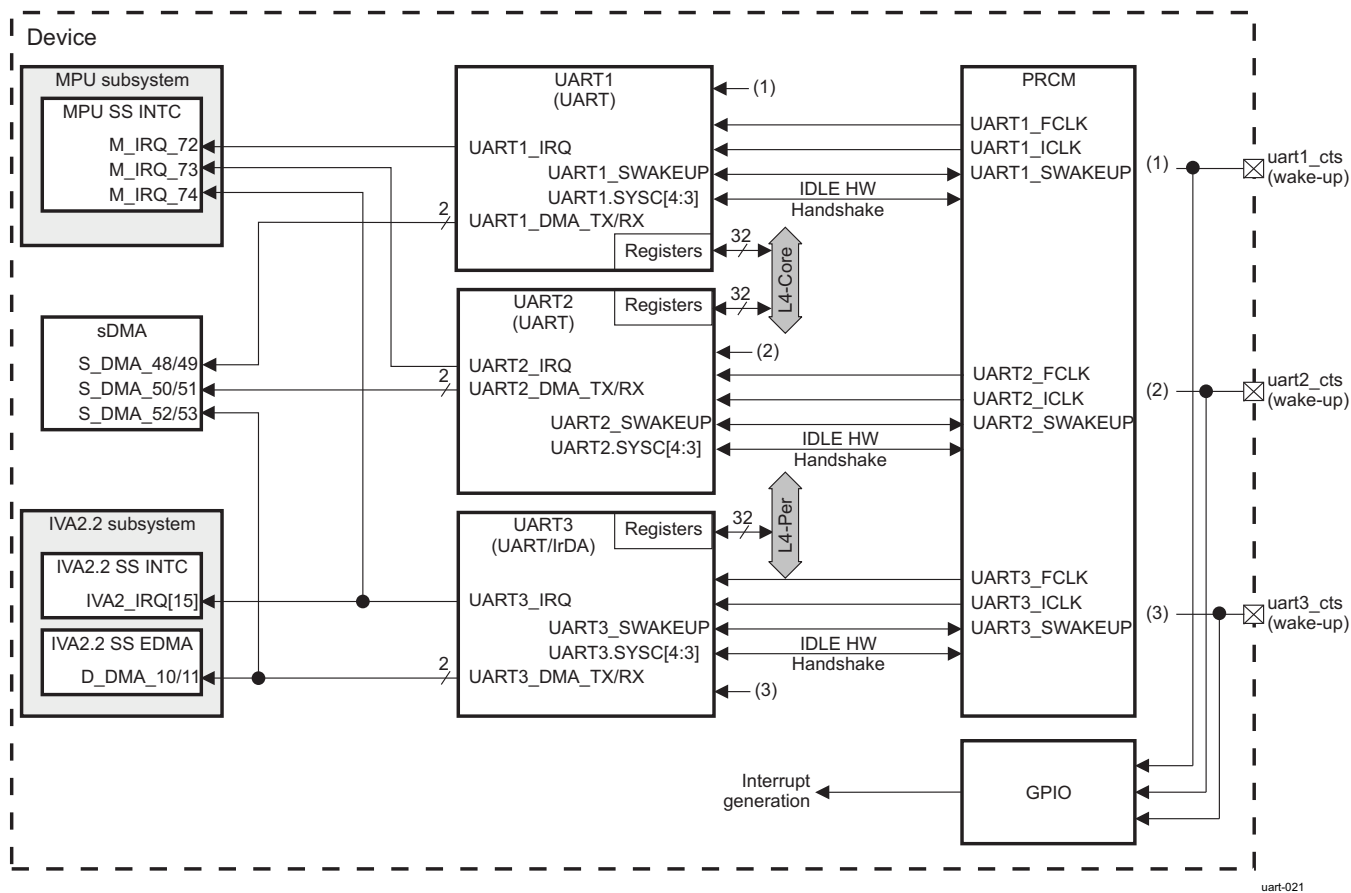 Device
MPU subsystem
MPU SS INTC
M_IRQ_72
M_IRQ_73
M_IRQ_74
sDMA
S_DMA_48/49
S_DMA_50/51
S_DMA_52/53
IVA2.2 subsystem
IVA2.2 SS INTC
IVA2_IRQ[15]
IVA2.2 SS EDMA
D_DMA_10/11
2
2
2
UART1
(UART)
UART1_IRQ
UART1_SWAKEUP
UART1.SYSC[4:3]
UART1_DMA_TX/RX
Registers
UART2
(UART)
Registers
UART2_IRQ
UART2_DMA_TX/RX
UART2_SWAKEUP
UART2.SYSC[4:3]
UART3
(UART/IrDA)
Registers
UART3_IRQ
UART3_SWAKEUP
UART3.SYSC[4:3]
UART3_DMA_TX/RX
(1)
IDLE HW
Handshake
32
L4-Core
32
(2)
IDLE HW
Handshake
32
L4-Per
IDLE HW
Handshake
(3)
PRCM
UART1_FCLK
UART1_ICLK
UART1_SWAKEUP
UART2_FCLK
UART2_ICLK
UART2_SWAKEUP
UART3_FCLK
UART3_ICLK
UART3_SWAKEUP
(1)
uart1_cts
(wake-up)
(2)
uart2_cts
(wake-up)
(3)
uart3_cts
(wake-up)
Interrupt
generation
GPIO
uart-021